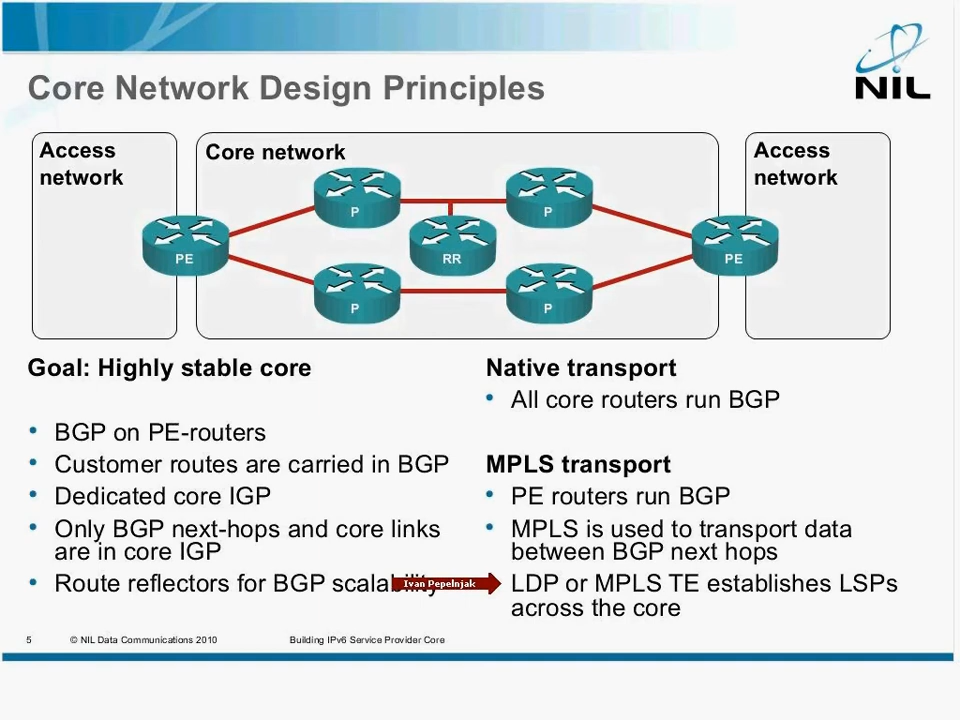 NIL
Core Network Design Principles
Access
network
Core network
Access
network
P
P
PE
RR
PE
P
P
Goal: Highly stable core
BGP on PE-routers
Customer routes are carried in BGP
Dedicated core IGP
Only BGP next-hops and core links
are in core IGP
Route reflectors for BGP scalability
Native transport
All core routers run BGP
MPLS transport
PE routers run BGP
MPLS is used to transport data
between BGP next hops
Ivan Pepelnjak
LDP or MPLS TE establishes LSPs
across the core
5
© NIL Data Communications 2010
Building IPv6 Service Provider Core